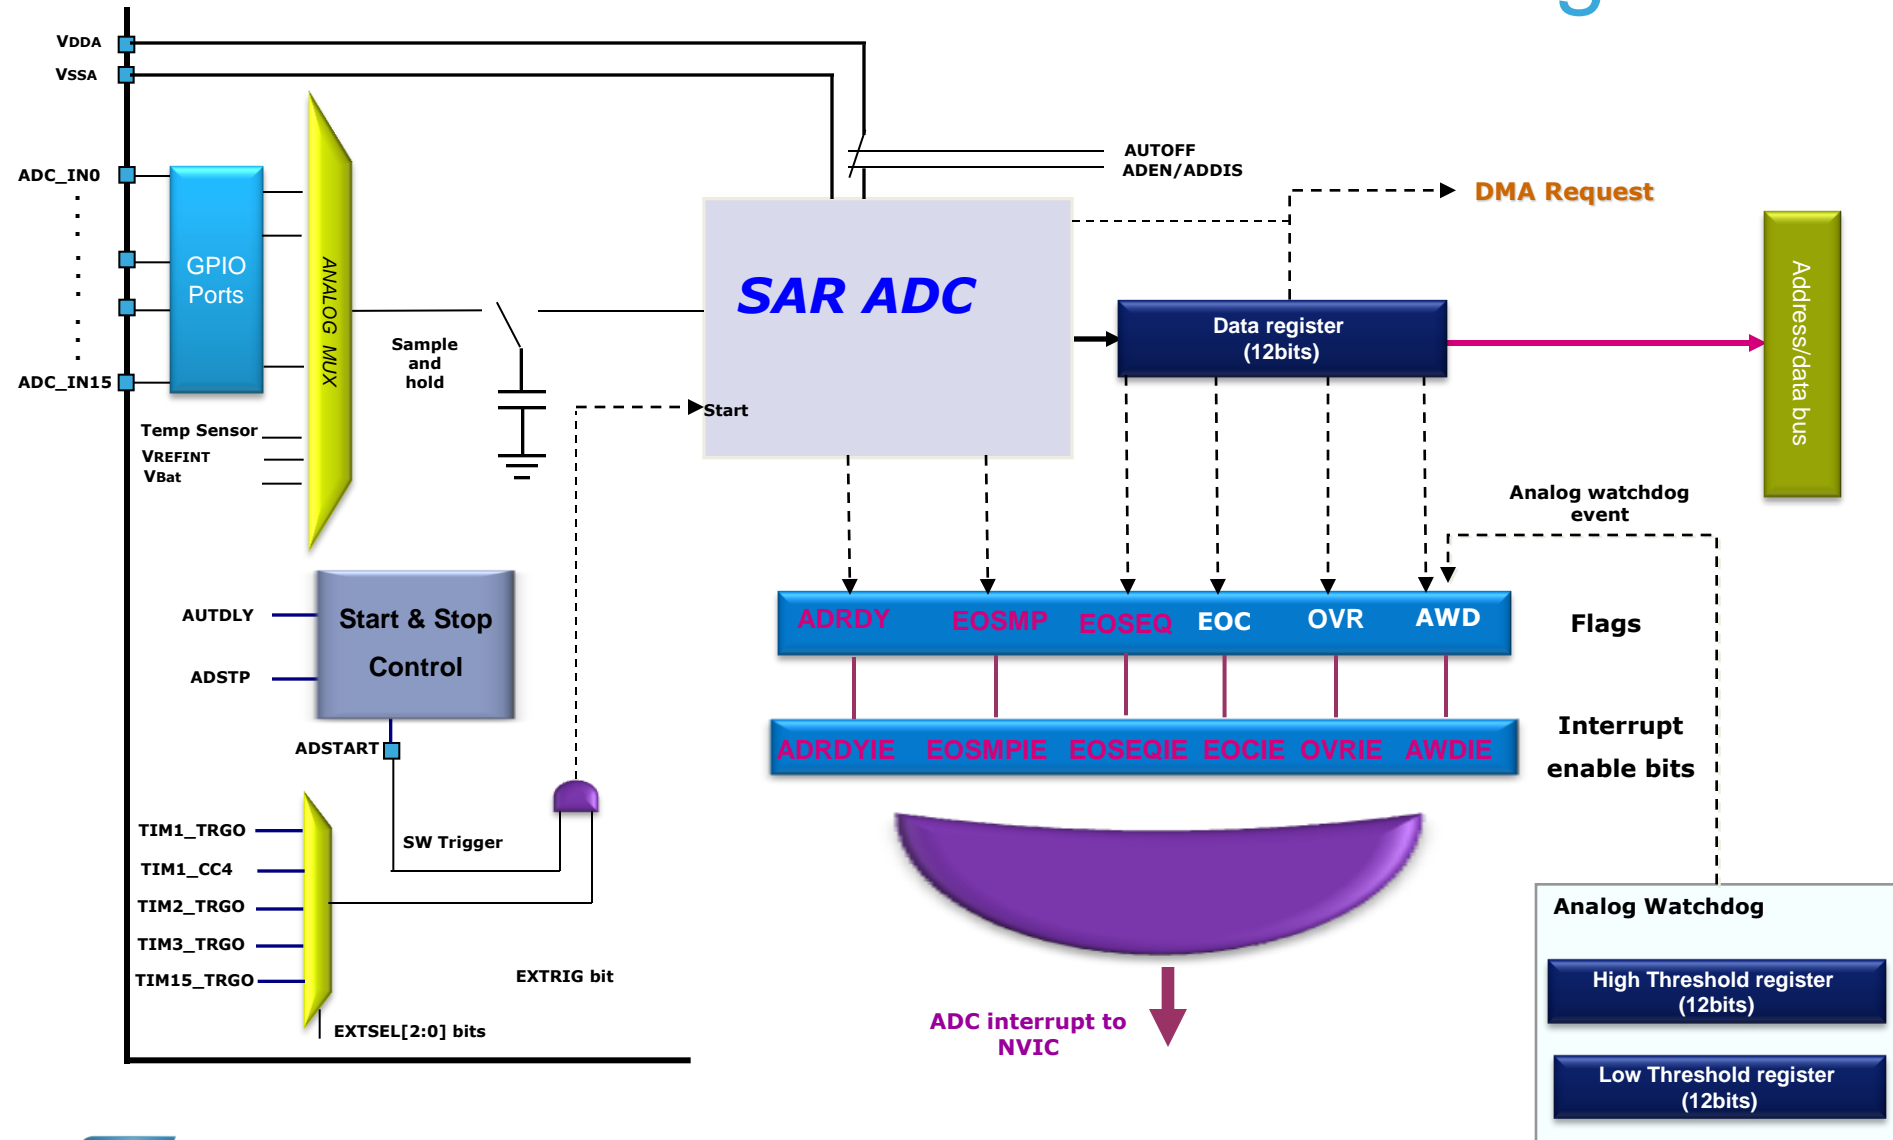 g
VDDA
VSSA
AUTOFF
ADEN/ADDIS
ADC_IN0
DMA Request
GPIO
Ports
ANALOG MUX
SAR ADC
Address/data bus
Data register
(12bits)
Sample
and
hold
ADC_IN15
Start
Temp Sensor
VREFINT
VBat
Analog watchdog
event
AUTDLY
Start & Stop
Control
ADSTP
ADRDY EOSMP EOSEQ EOC OVR AWD
Flags
ADSTART
ADRDYIE EOSMPIE EOSEQIE EOCIE OVRIE AWDIE
Interrupt
enable bits
TIM1_TRGO
SW Trigger
TIM1_CC4
TIM2_TRGO
TIM3_TRGO
TIM15_TRGO
EXTRIG bit
EXTSEL[2:0] bits
ADC interrupt to
NVIC
Analog Watchdog
High Threshold register
(12bits)
Low Threshold register
(12bits)